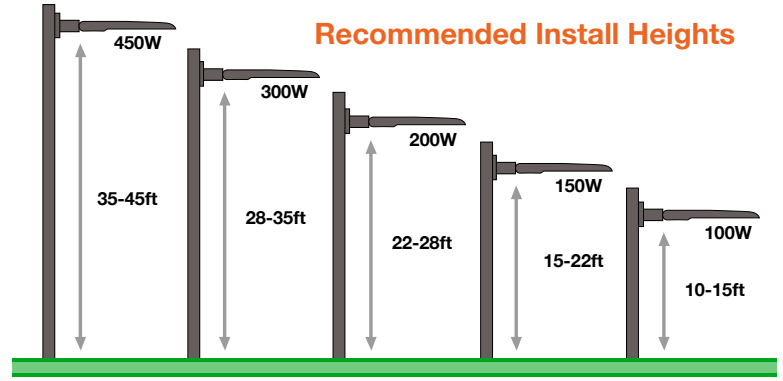 Recommended Install Heights
450W
300W
200W
150W
100W
35-45ft
28-35ft
22-28ft
15-22ft
10-15ft